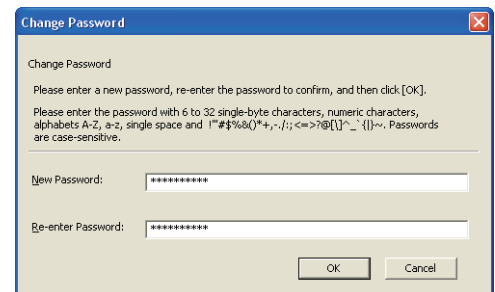 Change Password
Change Password
Please enter a new password, re-enter the password to confirm, and then click [OK].
Please enter the password with 6 to 32 single-byte characters, numeric characters,
alphabets A-Z, a-z, single space and !"'#$%&()*+,-./:;<=>?@[\]^_`{|}~. Passwords
are case-sensitive.
New Password:
**********
Re-enter Password:
**********
OK Cancel